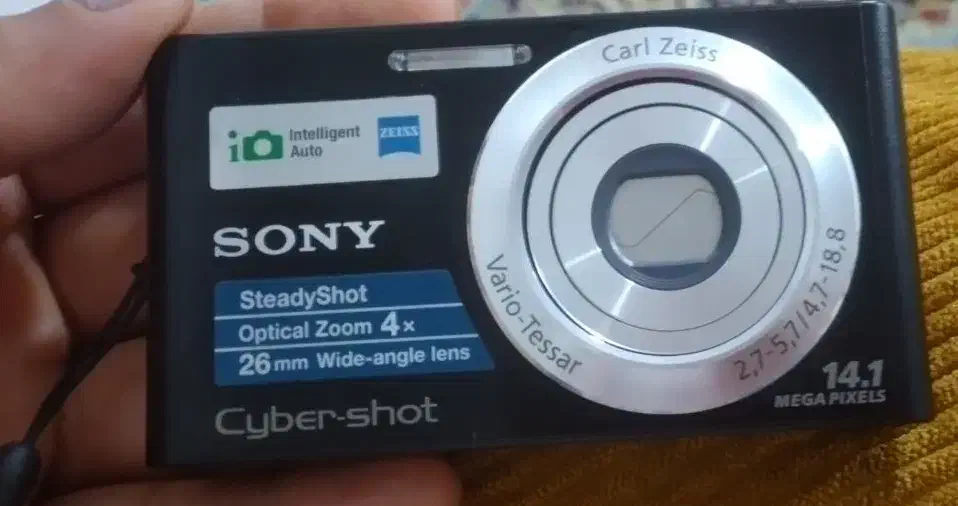 Carl Zeiss
i Intelligent
Auto
ZEISS
SONY
SteadyShot
Optical Zoom 4x
26mm Wide-angle lens
Cyber-shot
Vario-Tessar
2,7-5,7/4,7-18,8
14.1
MEGA PIXELS